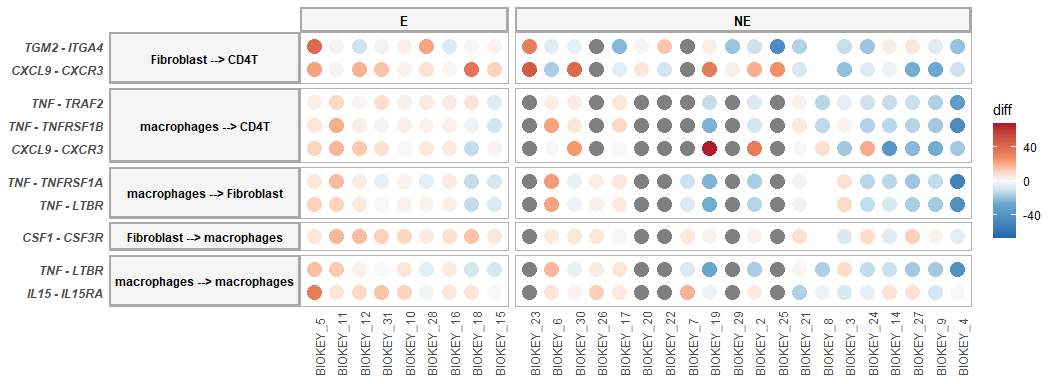 E
NE
TGM2 - ITGA4
CXCL9 - CXCR3
Fibroblast --> CD4T
TNF - TRAF2
TNF - TNFRSF1B
CXCL9 - CXCR3
macrophages --> CD4T
TNF - TNFRSF1A
TNF - LTBR
macrophages --> Fibroblast
CSF1 - CSF3R
Fibroblast --> macrophages
TNF - LTBR
IL15 - IL15RA
macrophages --> macrophages
diff
40
0
-40
BIOKEY_5
BIOKEY_11
BIOKEY_12
BIOKEY_31
BIOKEY_10
BIOKEY_28
BIOKEY_16
BIOKEY_18
BIOKEY_15
BIOKEY_23
BIOKEY_6
BIOKEY_30
BIOKEY_26
BIOKEY_17
BIOKEY_20
BIOKEY_22
BIOKEY_7
BIOKEY_19
BIOKEY_29
BIOKEY_2
BIOKEY_25
BIOKEY_21
BIOKEY_8
BIOKEY_3
BIOKEY_24
BIOKEY_14
BIOKEY_27
BIOKEY_9
BIOKEY_4